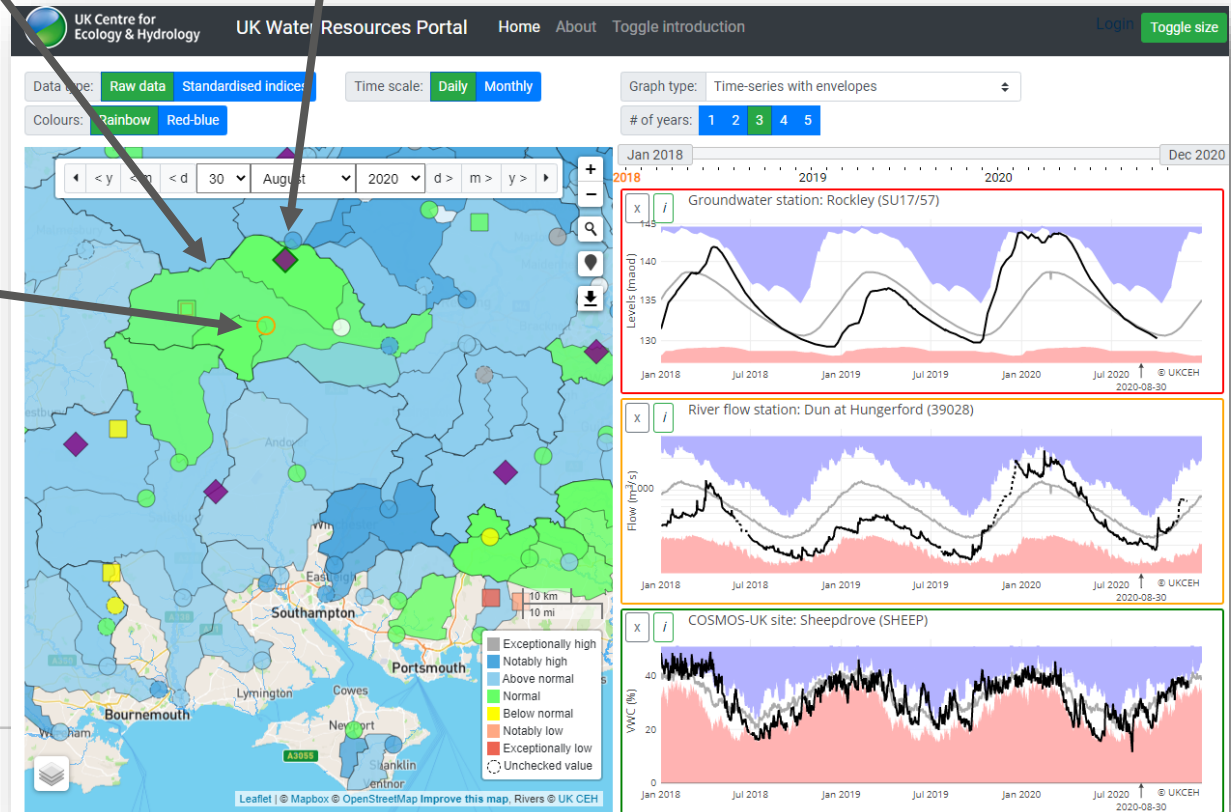 UK Centre for
Ecology & Hydrology
UK Water Resources Portal
Home
About
Toggle introduction
Login
Toggle size
Data type:
Raw data
Standardised indices
Time scale:
Daily
Monthly
Colours:
Rainbow
Red-blue
Graph type:
Time-series with envelopes
# of years:
1 2 3 4 5
< y
< d
30
August
2020
d >
m >
y >
+
−
Andover
Winchester
Eastleigh
Southampton
Portsmouth
Lymington
Cowes
Bournemouth
Newport
Shanklin
Ventnor
A3055
10 km
10 mi
Exceptionally high
Notably high
Above normal
Normal
Below normal
Notably low
Exceptionally low
Unchecked value
Leaflet | © Mapbox © OpenStreetMap Improve this map, Rivers © UK CEH
Jan 2018
Dec 2020
2018
2019
2020
x
i
Groundwater station: Rockley (SU17/57)
Levels (maod)
145
140
135
130
Jan 2018
Jul 2018
Jan 2019
Jul 2019
Jan 2020
Jul 2020
© UKCEH
2020-08-30
x
i
River flow station: Dun at Hungerford (39028)
Flow (m³/s)
1.000
Jan 2018
Jul 2018
Jan 2019
Jul 2019
Jan 2020
Jul 2020
© UKCEH
2020-08-30
x
i
COSMOS-UK site: Sheepdrove (SHEEP)
VWC (%)
40
20
0
Jan 2018
Jul 2018
Jan 2019
Jul 2019
Jan 2020
Jul 2020
© UKCEH
2020-08-30